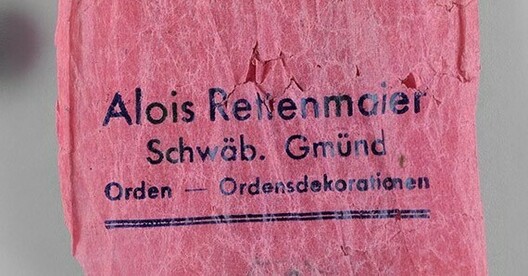 Alois Rettenmaier
Schwäb. Gmünd
Orden — Ordensdekorationen